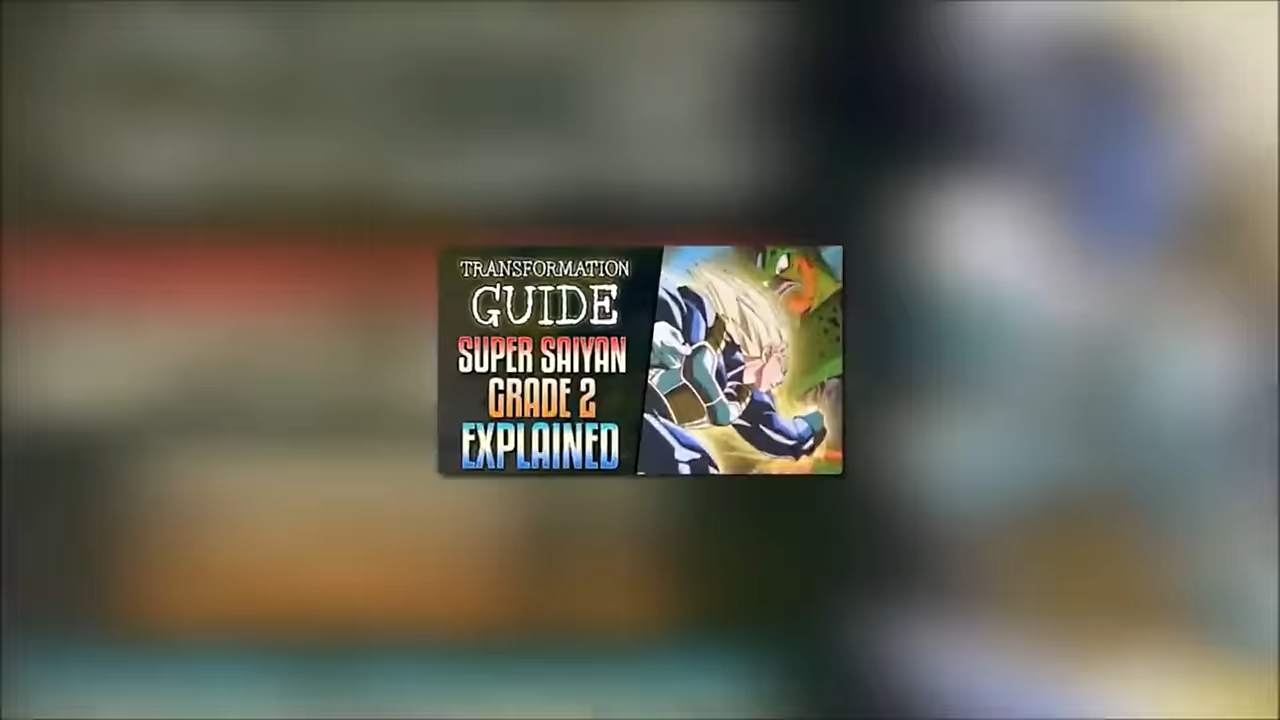 TRANSFORMATION
GUIDE
SUPER SAIYAN
GRADE 2
EXPLAINED